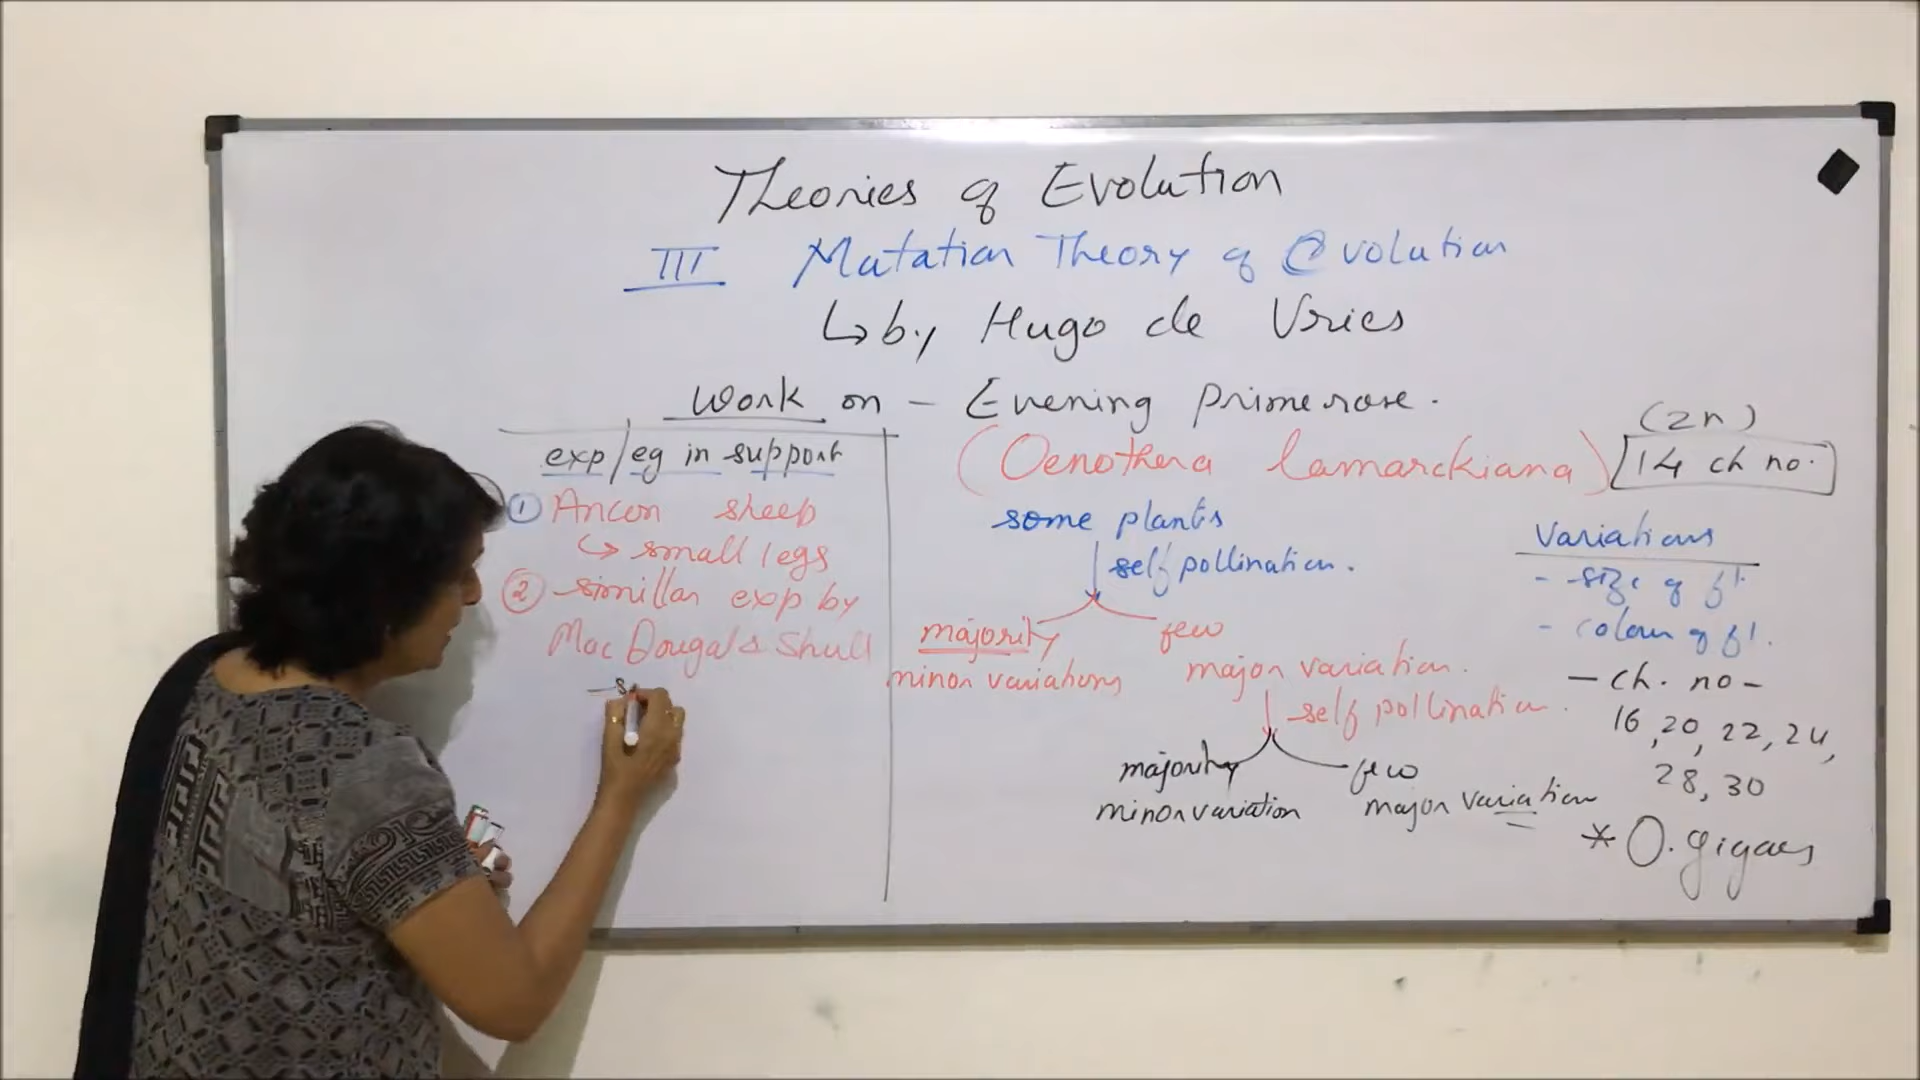 Theories of Evolution
III Mutation Theory of Evolution
↳ by Hugo de Vries
Work on - Evening Primerose.
(Oenothera lamarckiana)
(2n)
14 ch no.
exp/eg in support
① Ancon sheep
↳ small legs
② simillar exp by
MacDougal & Shull
- s
some plants
self pollination.
majority few
minor variations major variation.
self pollination.
majority few
minor variation major variation
Variations
- size of fl.
- colour of fl.
- ch. no -
16, 20, 22, 24,
28, 30
* O. gigaes